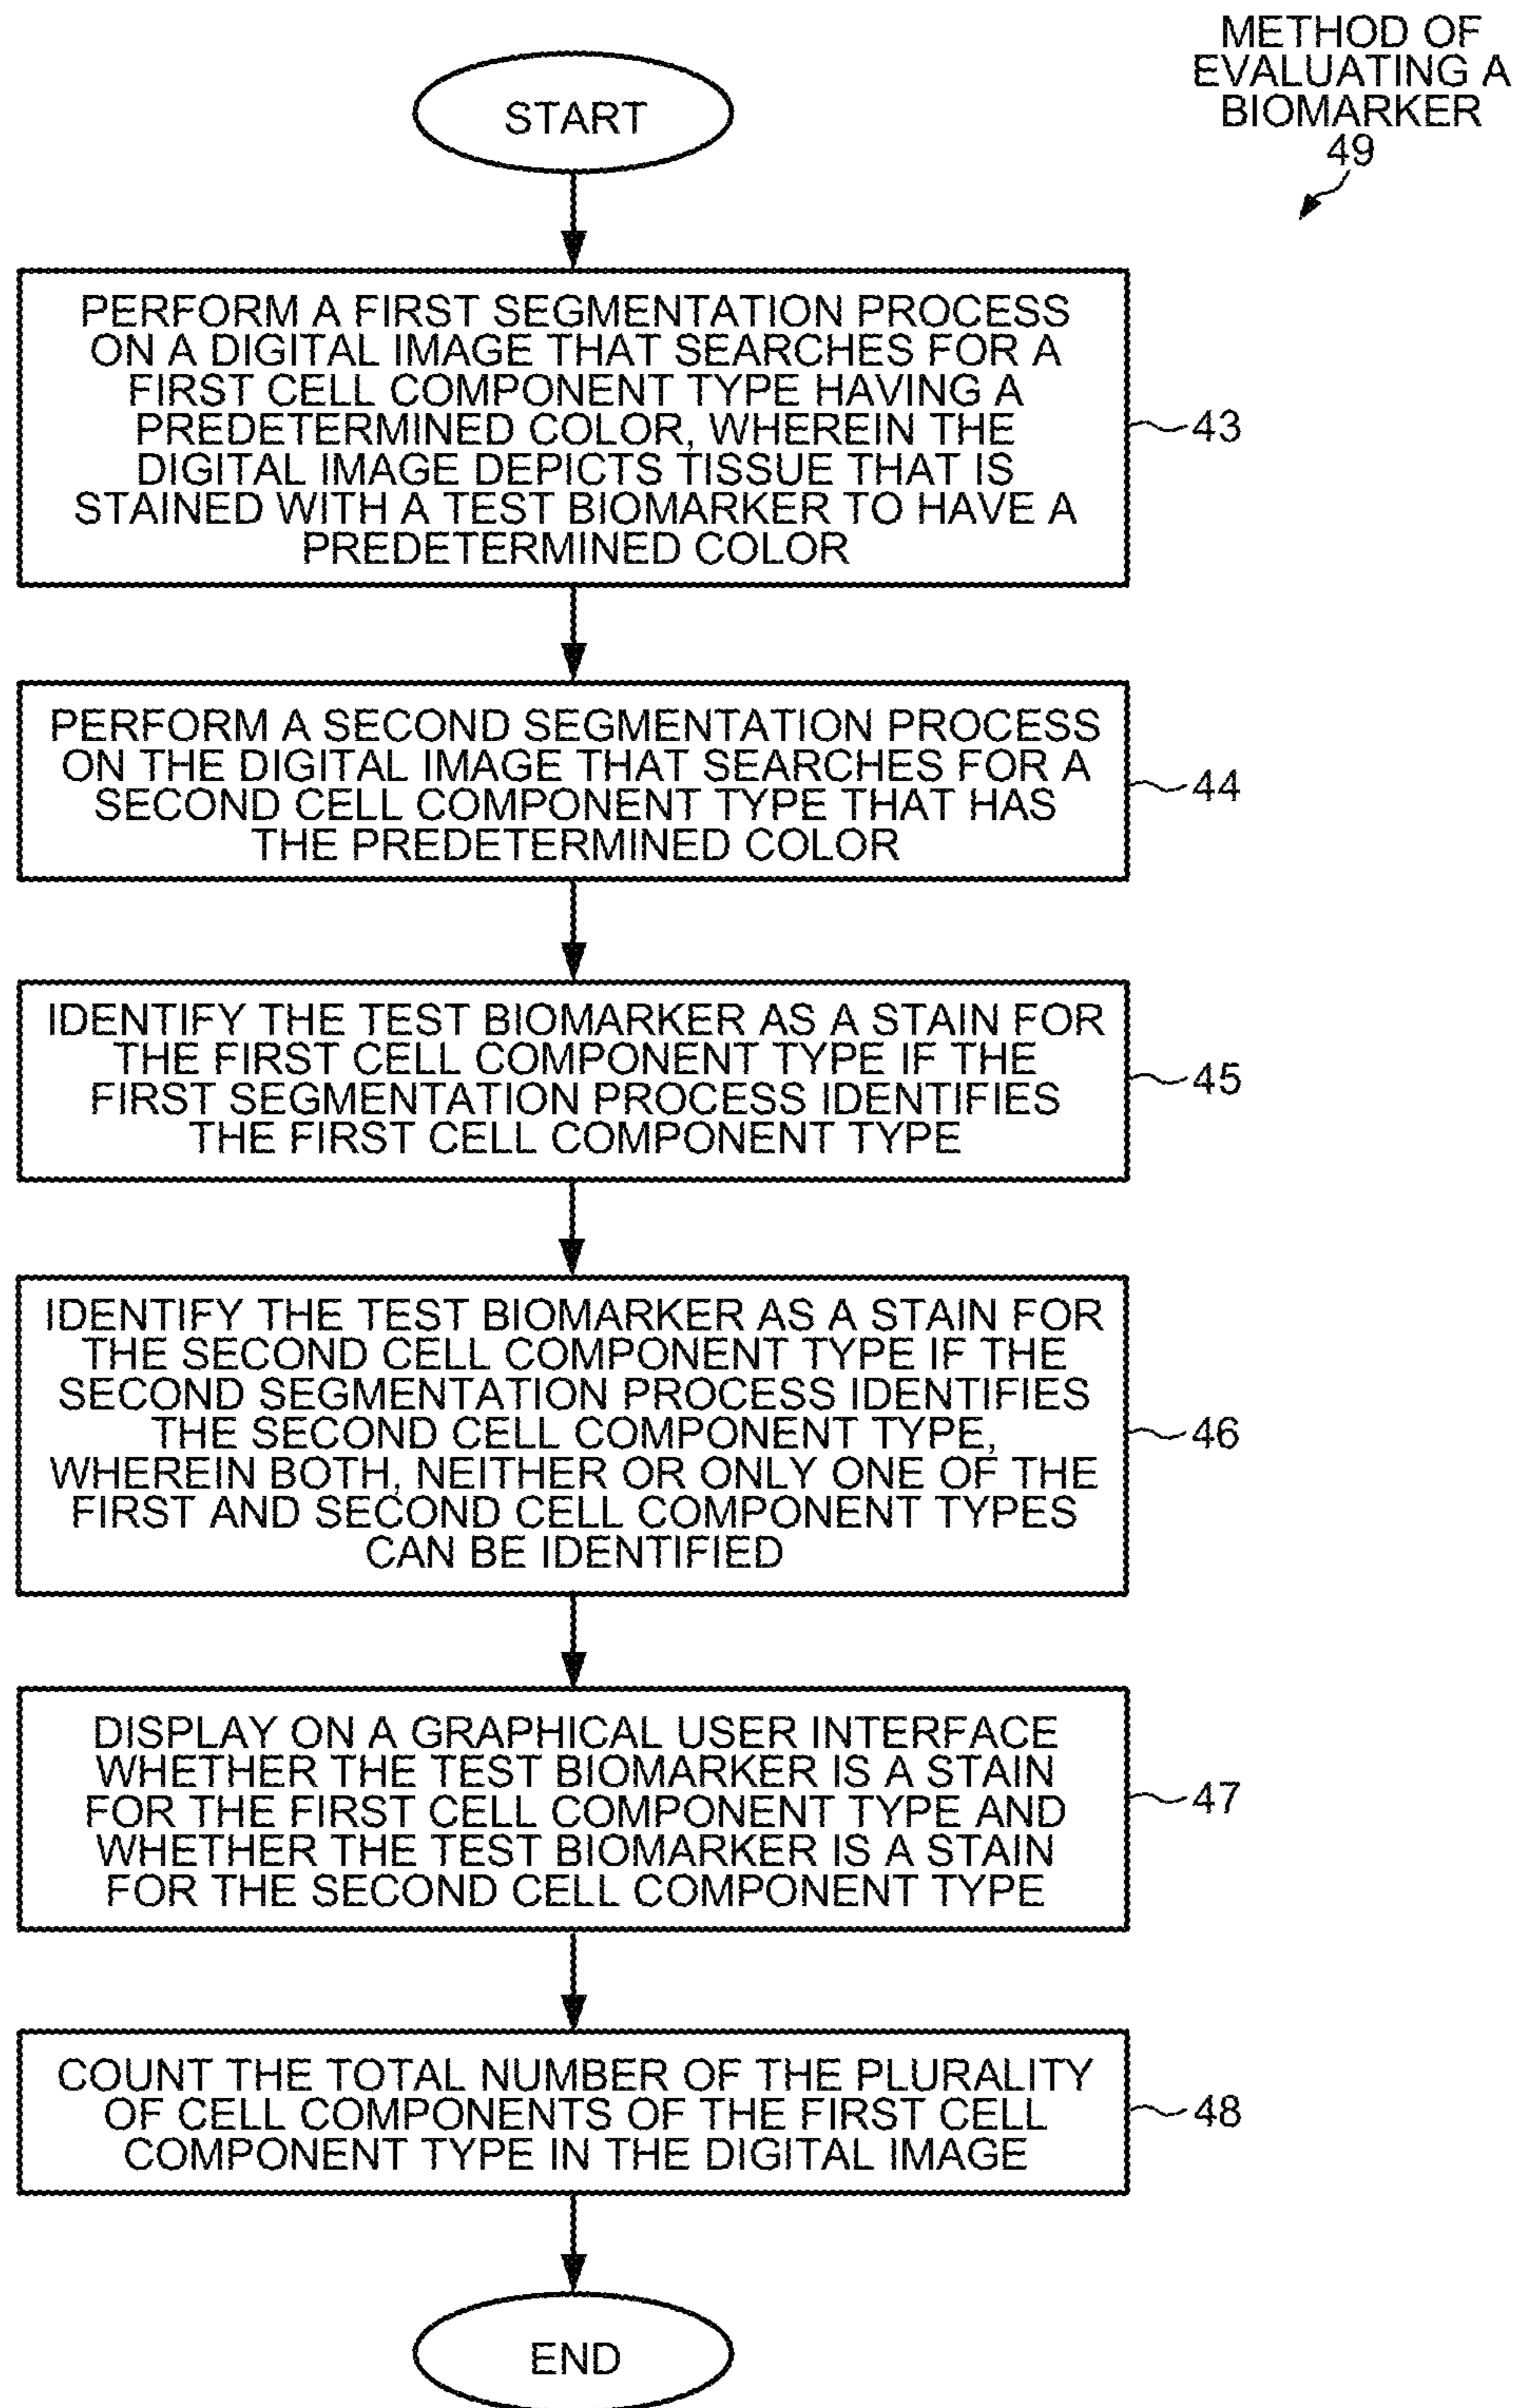 METHOD OF
EVALUATING A
BIOMARKER
49
START
PERFORM A FIRST SEGMENTATION PROCESS
ON A DIGITAL IMAGE THAT SEARCHES FOR A
FIRST CELL COMPONENT TYPE HAVING A
PREDETERMINED COLOR, WHEREIN THE
DIGITAL IMAGE DEPICTS TISSUE THAT IS
STAINED WITH A TEST BIOMARKER TO HAVE A
PREDETERMINED COLOR
43
PERFORM A SECOND SEGMENTATION PROCESS
ON THE DIGITAL IMAGE THAT SEARCHES FOR A
SECOND CELL COMPONENT TYPE THAT HAS
THE PREDETERMINED COLOR
44
IDENTIFY THE TEST BIOMARKER AS A STAIN FOR
THE FIRST CELL COMPONENT TYPE IF THE
FIRST SEGMENTATION PROCESS IDENTIFIES
THE FIRST CELL COMPONENT TYPE
45
IDENTIFY THE TEST BIOMARKER AS A STAIN FOR
THE SECOND CELL COMPONENT TYPE IF THE
SECOND SEGMENTATION PROCESS IDENTIFIES
THE SECOND CELL COMPONENT TYPE,
WHEREIN BOTH, NEITHER OR ONLY ONE OF THE
FIRST AND SECOND CELL COMPONENT TYPES
CAN BE IDENTIFIED
46
DISPLAY ON A GRAPHICAL USER INTERFACE
WHETHER THE TEST BIOMARKER IS A STAIN
FOR THE FIRST CELL COMPONENT TYPE AND
WHETHER THE TEST BIOMARKER IS A STAIN
FOR THE SECOND CELL COMPONENT TYPE
47
COUNT THE TOTAL NUMBER OF THE PLURALITY
OF CELL COMPONENTS OF THE FIRST CELL
COMPONENT TYPE IN THE DIGITAL IMAGE
48
END